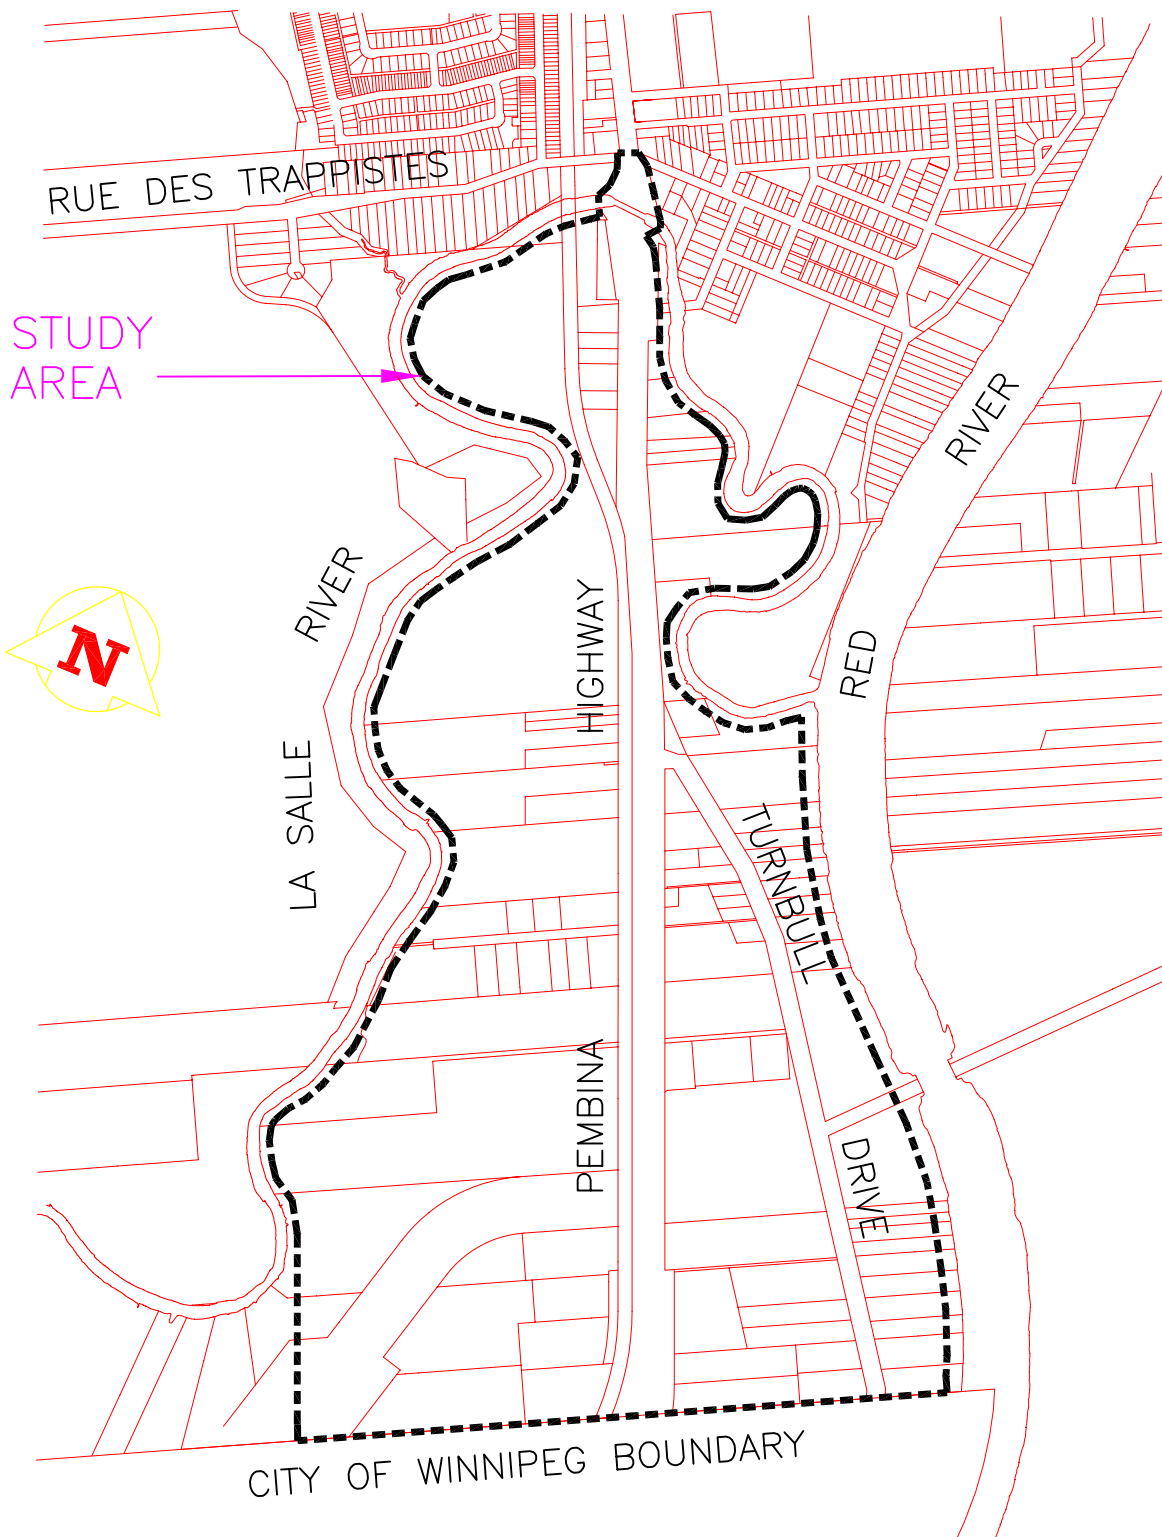 RUE DES TRAPPISTES
STUDY
AREA
RIVER
RIVER
N
HIGHWAY
RED
LA SALLE
TURNBULL
PEMBINA
DRIVE
CITY OF WINNIPEG BOUNDARY